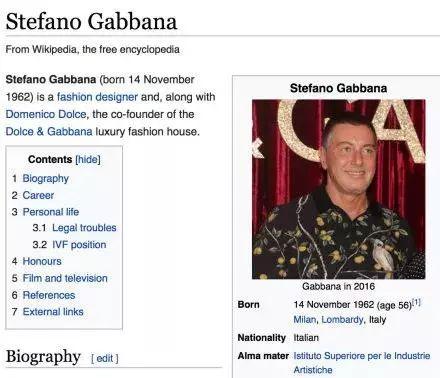 Stefano Gabbana
From Wikipedia, the free encyclopedia
Stefano Gabbana (born 14 November
1962) is a fashion designer and, along with
Domenico Dolce, the co-founder of the
Dolce & Gabbana luxury fashion house.
Contents [hide]
1 Biography
2 Career
3 Personal life
3.1 Legal troubles
3.2 IVF position
4 Honours
5 Film and television
6 References
7 External links
Biography [ edit ]
Stefano Gabbana
& GA
Gabbana in 2016
Born 14 November 1962 (age 56)[1]
Milan, Lombardy, Italy
Nationality Italian
Alma mater Istituto Superiore per le Industrie
Artistiche